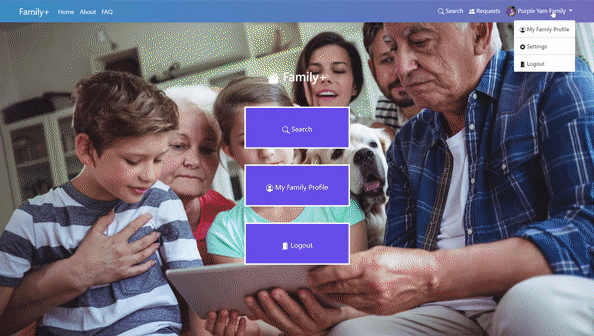 Family+ Home About FAQ Search Requests Purple Yam Family
My Family Profile
Settings
Logout
Family+
Search
My Family Profile
Logout